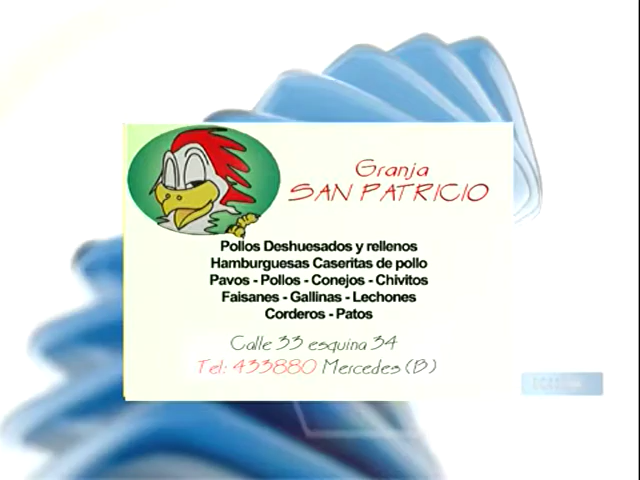 Granja
SAN PATRICIO
Pollos Deshuesados y rellenos
Hamburguesas Caseritas de pollo
Pavos - Pollos - Conejos - Chivitos
Faisanes - Gallinas - Lechones
Corderos - Patos
Calle 33 esquina 34
Tel: 433880 Mercedes (B)